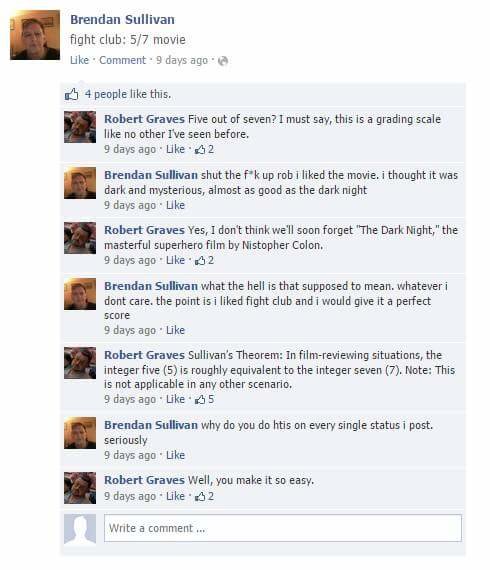 Brendan Sullivan
fight club: 5/7 movie
Like · Comment · 9 days ago ·
4 people like this.
Robert Graves Five out of seven? I must say, this is a grading scale
like no other I've seen before.
9 days ago · Like · 2
Brendan Sullivan shut the f*k up rob i liked the movie. i thought it was
dark and mysterious, almost as good as the dark night
9 days ago · Like
Robert Graves Yes, I don't think we'll soon forget "The Dark Night," the
masterful superhero film by Nistopher Colon.
9 days ago · Like · 2
Brendan Sullivan what the hell is that supposed to mean. whatever i
dont care. the point is i liked fight club and i would give it a perfect
score
9 days ago · Like
Robert Graves Sullivan's Theorem: In film-reviewing situations, the
integer five (5) is roughly equivalent to the integer seven (7). Note: This
is not applicable in any other scenario.
9 days ago · Like · 5
Brendan Sullivan why do you do htis on every single status i post.
seriously
9 days ago · Like
Robert Graves Well, you make it so easy.
9 days ago · Like · 2
Write a comment ...